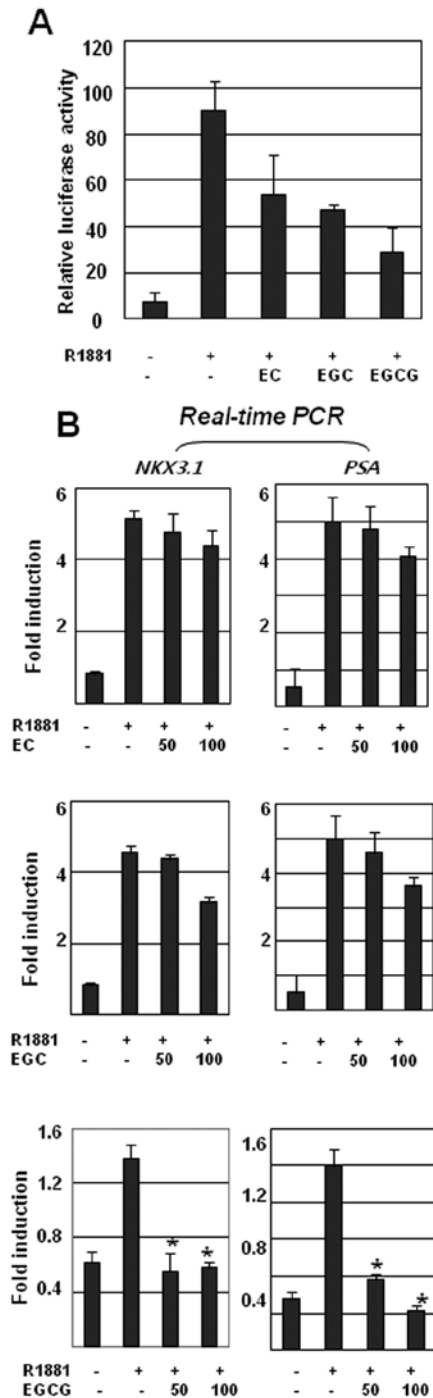 A
Relative luciferase activity
120
100
80
60
40
20
0
R1881 - + + + +
- - EC EGC EGCG
B
Real-time PCR
NKX3.1 PSA
Fold induction
6
4
2
6
4
2
R1881 - + + + - + + +
EC - - 50 100 - - 50 100
Fold induction
6
4
2
6
4
2
R1881 - + + + - + + +
EGC - - 50 100 - - 50 100
Fold induction
1.6
1.2
0.8
0.4
* *
1.6
1.2
0.8
0.4
* *
R1881 - + + + - + + +
EGCG - - 50 100 - - 50 100